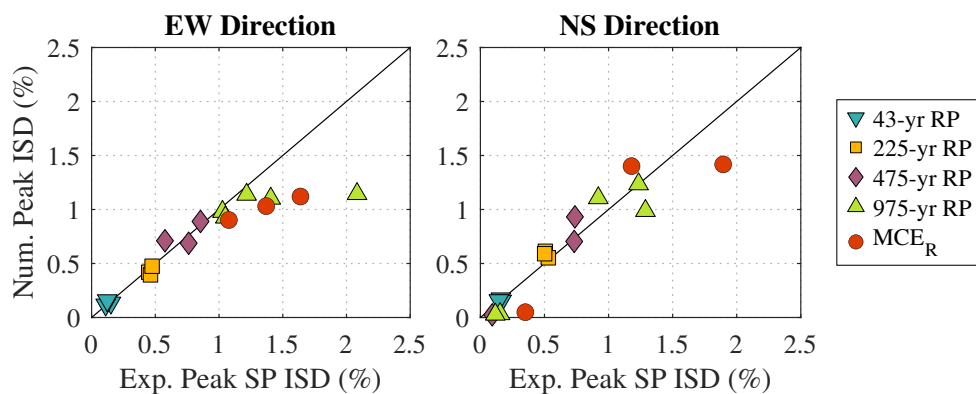 EW Direction
NS Direction
Num. Peak ISD (%)
2.5
2
1.5
1
0.5
0
0 0.5 1 1.5 2 2.5
Exp. Peak SP ISD (%)
2.5
2
1.5
1
0.5
0
0 0.5 1 1.5 2 2.5
Exp. Peak SP ISD (%)
43-yr RP
225-yr RP
475-yr RP
975-yr RP
MCE_R